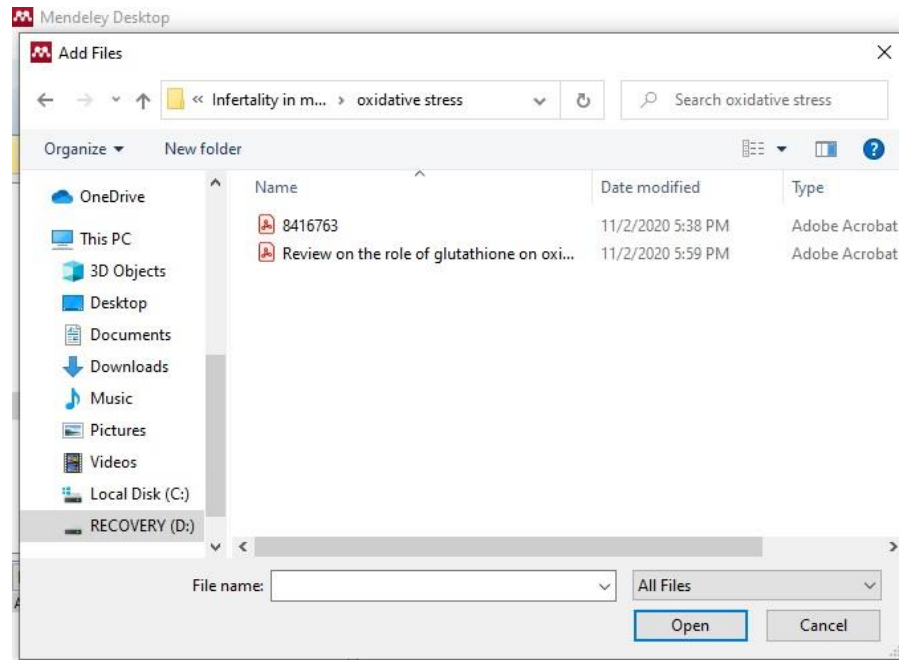 Mendeley Desktop
Add Files
« Infertality in m... › oxidative stress
Search oxidative stress
Organize New folder
Name Date modified Type
OneDrive
This PC
3D Objects
Desktop
Documents
Downloads
Music
Pictures
Videos
Local Disk (C:)
RECOVERY (D:)
8416763 11/2/2020 5:38 PM Adobe Acrobat
Review on the role of glutathione on oxi... 11/2/2020 5:59 PM Adobe Acrobat
File name: All Files
Open Cancel